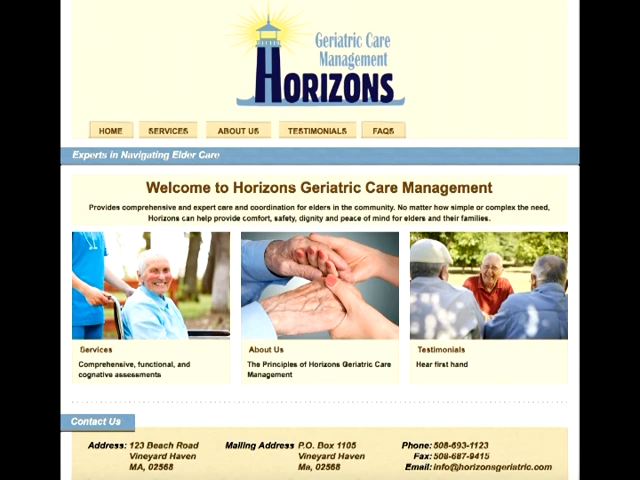 Geriatric Care
Management
HORIZONS
HOME
SERVICES
ABOUT US
TESTIMONIALS
FAQS
Experts in Navigating Elder Care
Welcome to Horizons Geriatric Care Management
Provides comprehensive and expert care and coordination for elders in the community. No matter how simple or complex the need,
Horizons can help provide comfort, safety, dignity and peace of mind for elders and their families.
Services
Comprehensive, functional, and
cognative assessments
About Us
The Principles of Horizons Geriatric Care
Management
Testimonials
Hear first hand
Contact Us
Address: 123 Beach Road
Vineyard Haven
MA, 02568
Mailing Address P.O. Box 1105
Vineyard Haven
Ma, 02568
Phone: 508-693-1123
Fax: 508-687-9415
Email: info@horizonsgeriatric.com